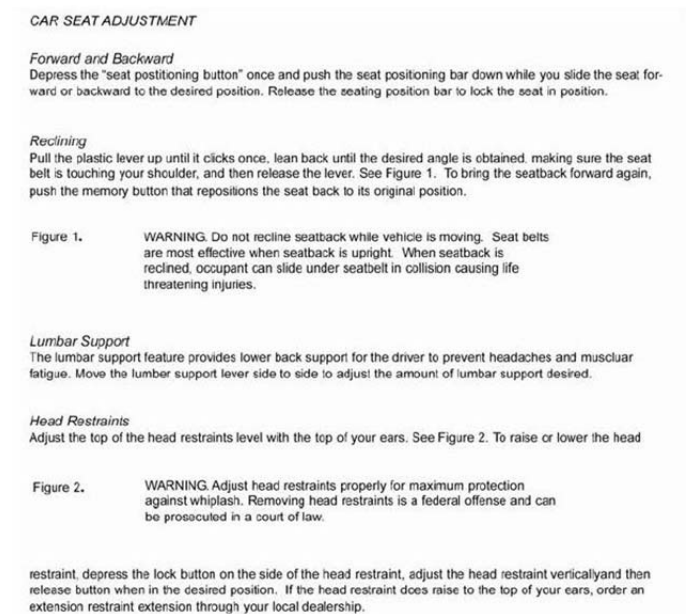 CAR SEAT ADJUSTMENT
Forward and Backward
Depress the "seat postitioning button" once and push the seat positioning bar down while you slide the seat for-
ward or backward to the desired position. Release the seating position bar to lock the seat in position.
Reclining
Pull the plastic lever up until it clicks once, lean back until the desired angle is obtained, making sure the seat
belt is touching your shoulder, and then release the lever. See Figure 1. To bring the seatback forward again,
push the memory button that repositions the seat back to its original position.
Figure 1. WARNING. Do not recline seatback while vehicle is moving. Seat belts
are most effective when seatback is upright. When seatback is
reclined, occupant can slide under seatbelt in collision causing life
threatening injuries.
Lumbar Support
The lumbar support feature provides lower back support for the driver to prevent headaches and muscluar
fatigue. Move the lumber support lever side to side to adjust the amount of lumbar support desired.
Head Restraints
Adjust the top of the head restraints level with the top of your ears. See Figure 2. To raise or lower the head
Figure 2. WARNING. Adjust head restraints properly for maximum protection
against whiplash. Removing head restraints is a federal offense and can
be prosecuted in a court of law.
restraint, depress the lock button on the side of the head restraint, adjust the head restraint verticallyand then
release button when in the desired position. If the head restraint does raise to the top of your ears, order an
extension restraint extension through your local dealership.